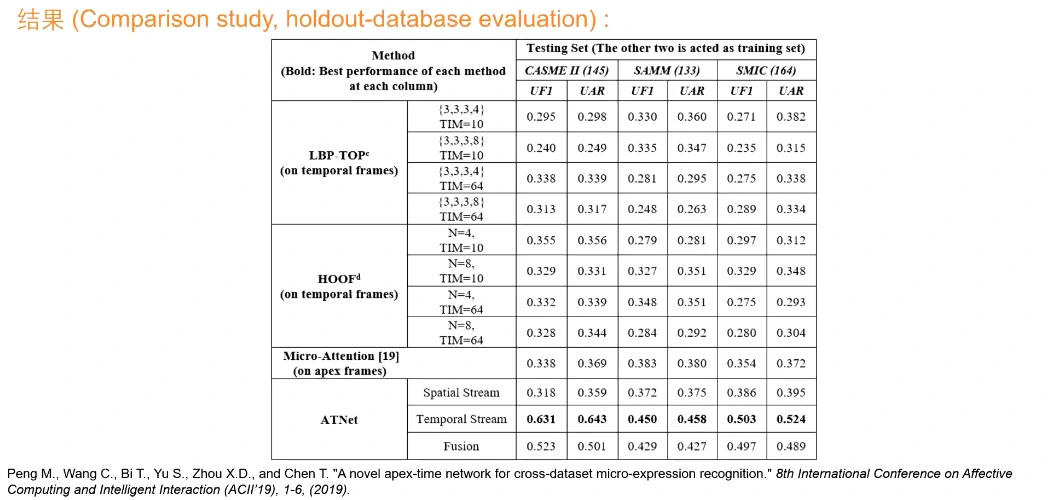 结果 (Comparison study, holdout-database evaluation) :
Method
(Bold: Best performance of each method
at each column)
Testing Set (The other two is acted as training set)
CASME II (145) SAMM (133) SMIC (164)
UF1 UAR UF1 UAR UF1 UAR
LBP-TOPᶜ
(on temporal frames)
{3,3,3,4}
TIM=10
0.295 0.298 0.330 0.360 0.271 0.382
{3,3,3,8}
TIM=10
0.240 0.249 0.335 0.347 0.235 0.315
{3,3,3,4}
TIM=64
0.338 0.339 0.281 0.295 0.275 0.338
{3,3,3,8}
TIM=64
0.313 0.317 0.248 0.263 0.289 0.334
HOOFᵈ
(on temporal frames)
N=4,
TIM=10
0.355 0.356 0.279 0.281 0.297 0.312
N=8,
TIM=10
0.329 0.331 0.327 0.351 0.329 0.348
N=4,
TIM=64
0.332 0.339 0.348 0.351 0.275 0.293
N=8,
TIM=64
0.328 0.344 0.284 0.292 0.280 0.304
Micro-Attention [19]
(on apex frames)
0.338 0.369 0.383 0.380 0.354 0.372
ATNet
Spatial Stream 0.318 0.359 0.372 0.375 0.386 0.395
Temporal Stream 0.631 0.643 0.450 0.458 0.503 0.524
Fusion 0.523 0.501 0.429 0.427 0.497 0.489
Peng M., Wang C., Bi T., Yu S., Zhou X.D., and Chen T. "A novel apex-time network for cross-dataset micro-expression recognition." 8th International Conference on Affective
Computing and Intelligent Interaction (ACII'19), 1-6, (2019).